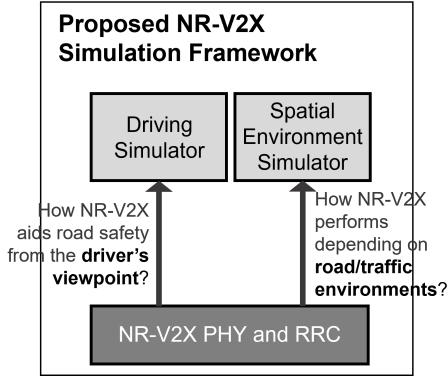 Proposed NR-V2X
Simulation Framework
Driving
Simulator
Spatial
Environment
Simulator
How NR-V2X
aids road safety
from the driver's
viewpoint?
How NR-V2X
performs
depending on
road/traffic
environments?
NR-V2X PHY and RRC